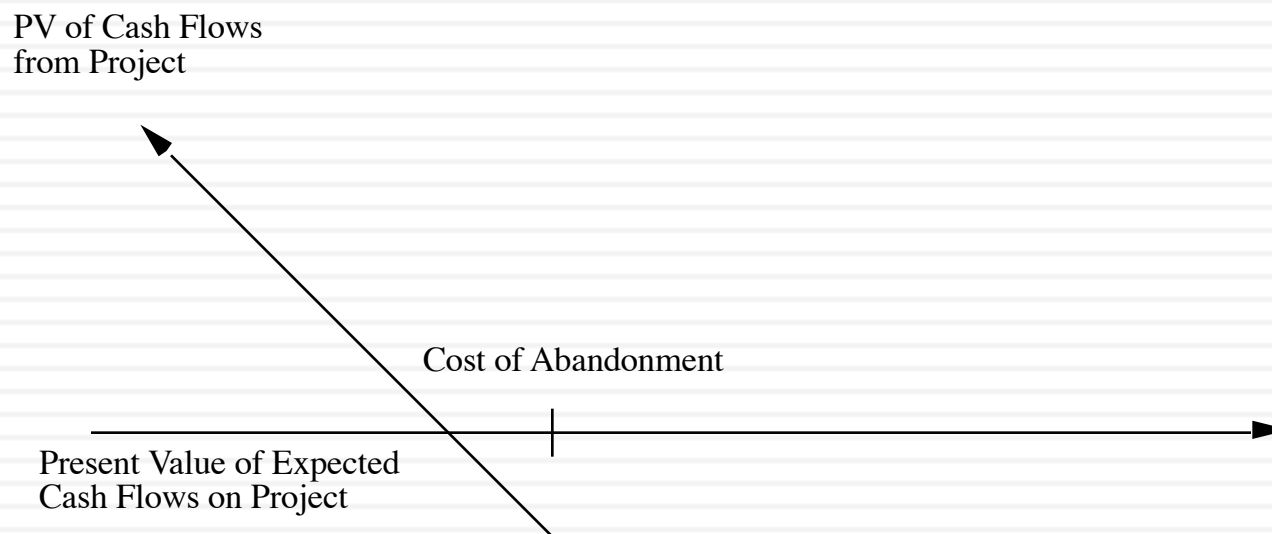 PV of Cash Flows
from Project
Cost of Abandonment
Present Value of Expected
Cash Flows on Project